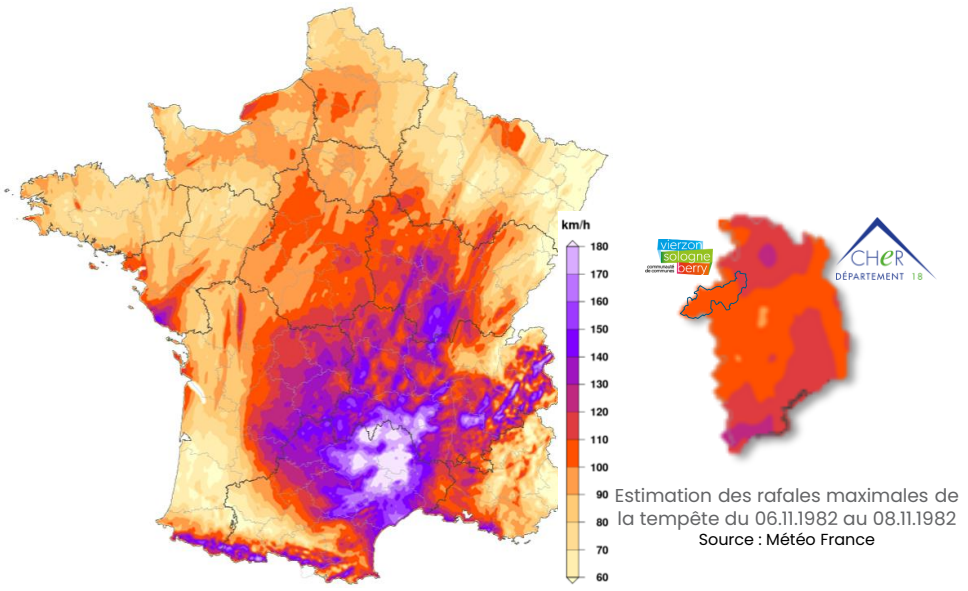 km/h
180
170
160
150
140
130
120
110
100
90
80
70
60
vierzon
sologne
communauté
de communes
berry
CHeR
DÉPARTEMENT 18
Estimation des rafales maximales de
la tempête du 06.11.1982 au 08.11.1982
Source : Météo France